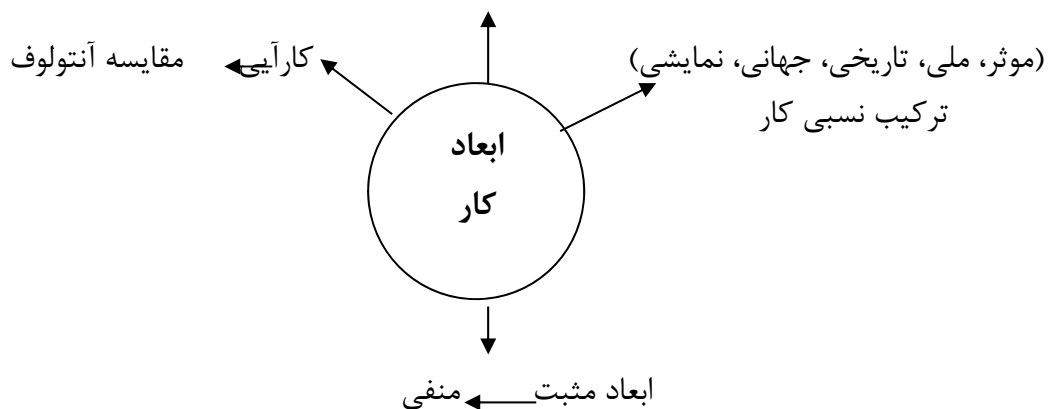 (موثر، ملی، تاریخی، جهانی، نمایشی)
ترکیب نسبی کار
کارآیی
مقایسه آنتولوف
ابعاد
کار
ابعاد مثبت منفی